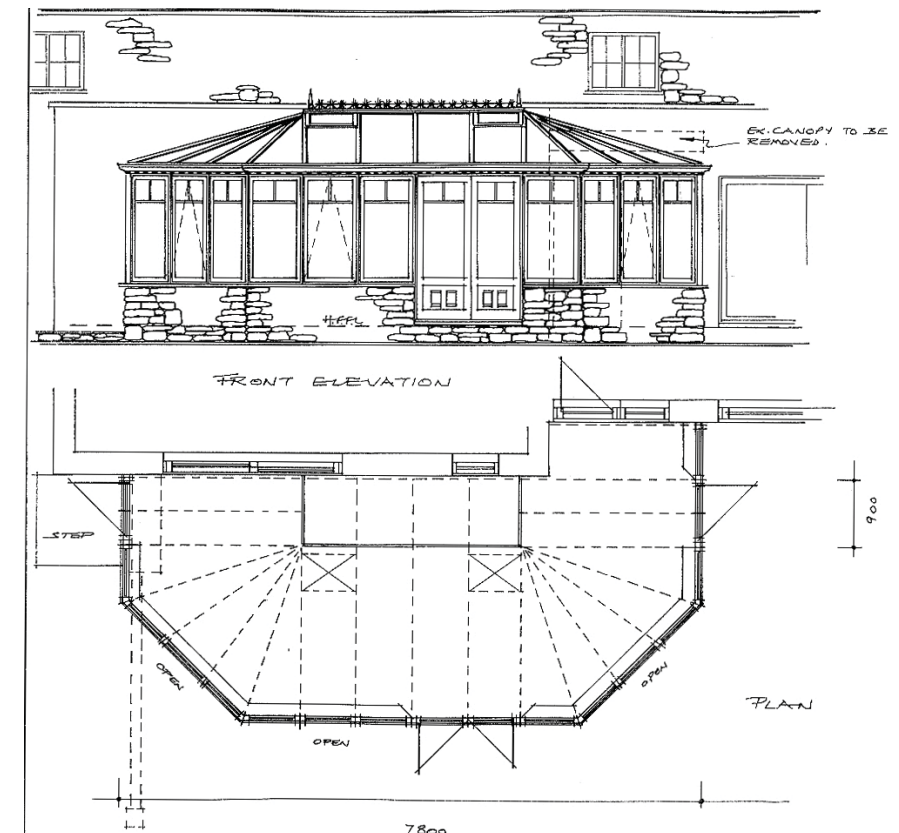 EX. CANOPY TO BE
REMOVED.
H.FFL
FRONT ELEVATION
STEP
900
OPEN
OPEN
OPEN
PLAN
7800